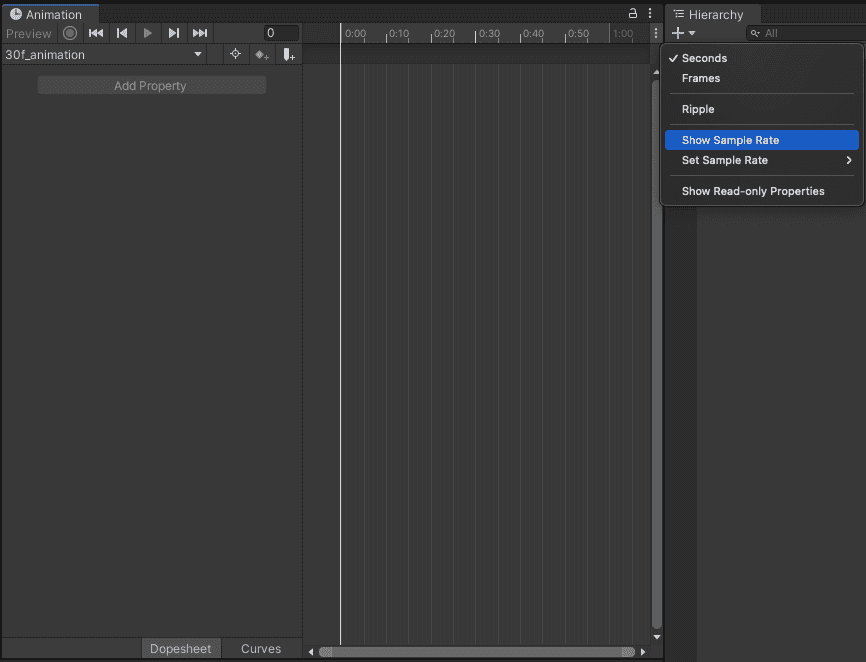 Animation
Hierarchy
Preview
0
0:00
0:10
0:20
0:30
0:40
0:50
1:00
All
30f_animation
Add Property
Seconds
Frames
Ripple
Show Sample Rate
Set Sample Rate
Show Read-only Properties
Dopesheet
Curves